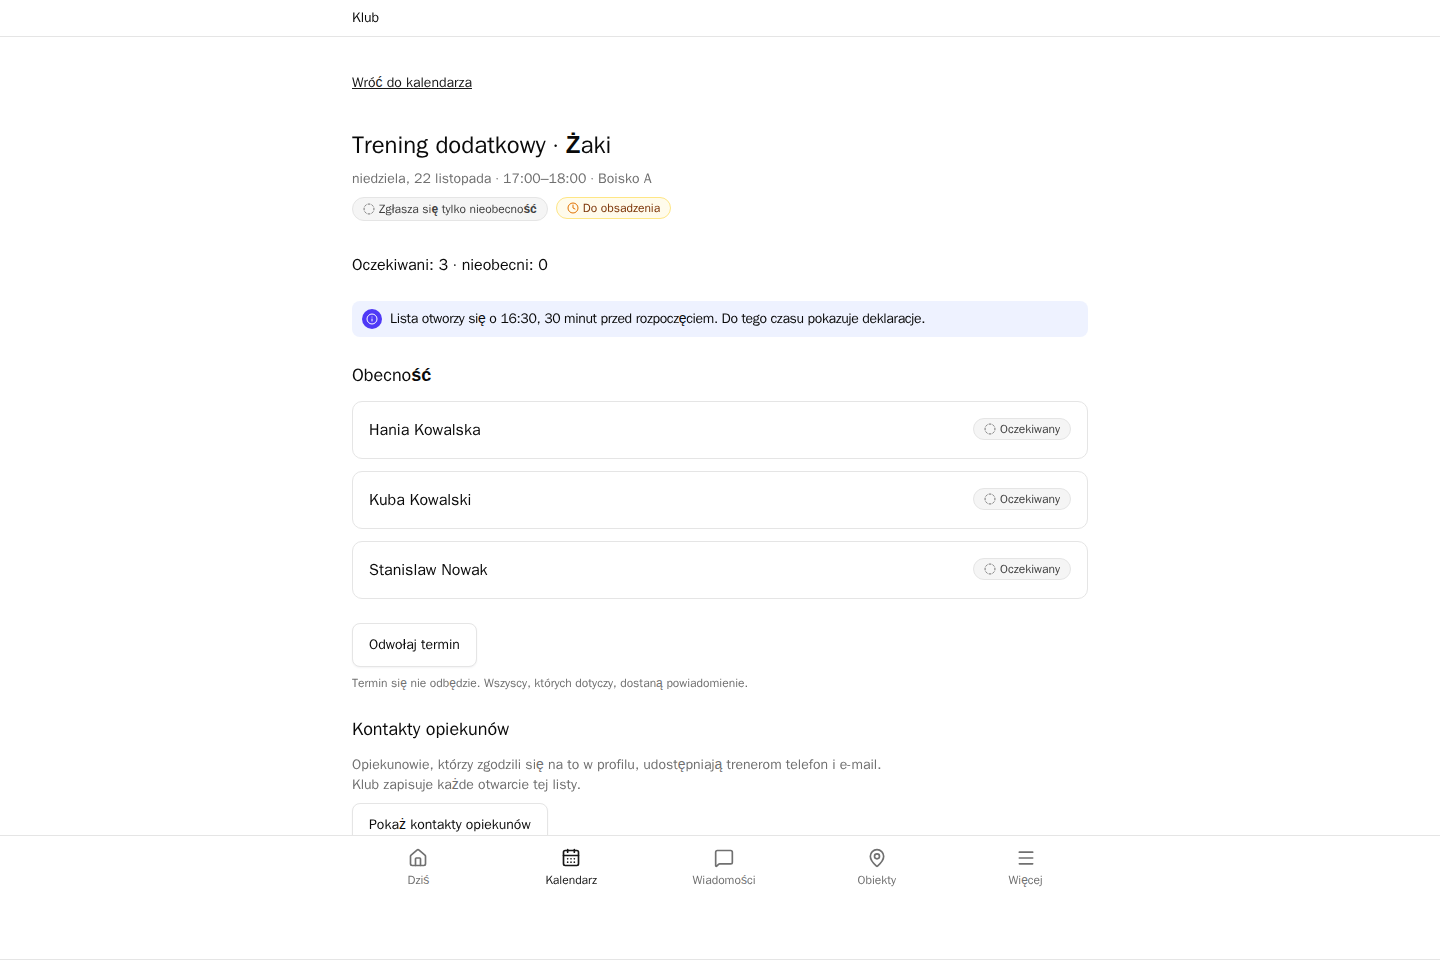 Klub
Wróć do kalendarza
Trening dodatkowy · Żaki
niedziela, 22 listopada · 17:00–18:00 · Boisko A
Zgłasza się tylko nieobecność
Do obsadzenia
Oczekiwani: 3 · nieobecni: 0
Lista otworzy się o 16:30, 30 minut przed rozpoczęciem. Do tego czasu pokazuje deklaracje.
Obecność
Hania Kowalska
Oczekiwany
Kuba Kowalski
Oczekiwany
Stanislaw Nowak
Oczekiwany
Odwołaj termin
Termin się nie odbędzie. Wszyscy, których dotyczy, dostaną powiadomienie.
Kontakty opiekunów
Opiekunowie, którzy zgodzili się na to w profilu, udostępniają trenerom telefon i e-mail.
Klub zapisuje każde otwarcie tej listy.
Pokaż kontakty opiekunów
Dziś
Kalendarz
Wiadomości
Obiekty
Więcej